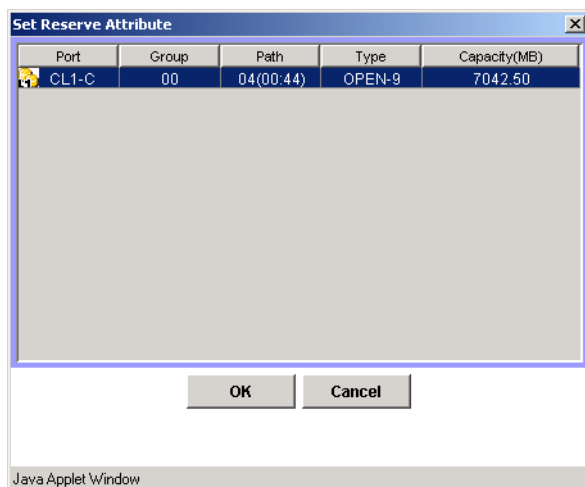 Set Reserve Attribute
Port Group Path Type Capacity(MB)
CL1-C 00 04(00:44) OPEN-9 7042.50
OK Cancel
Java Applet Window